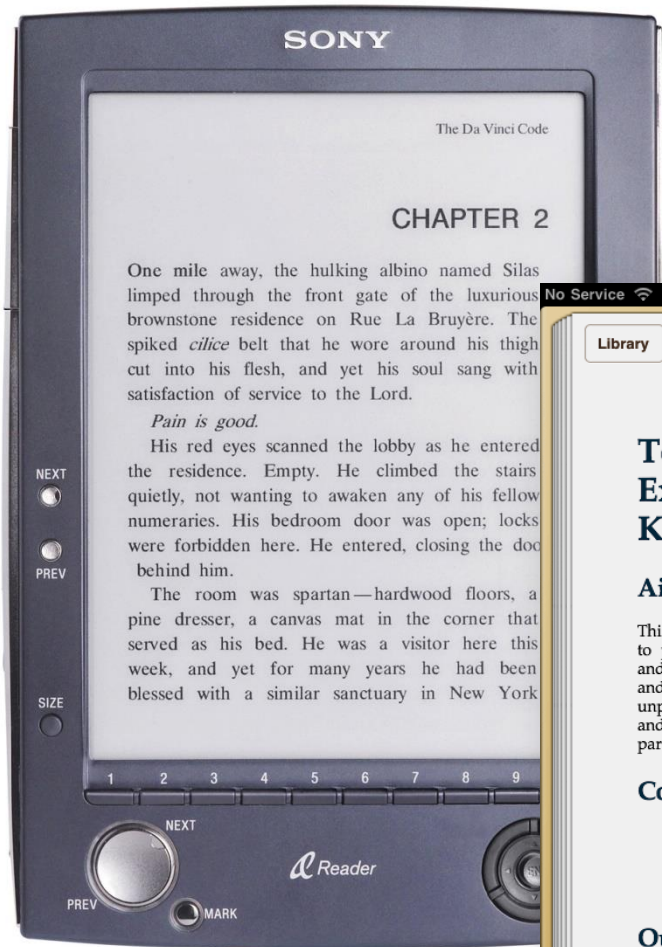 SONY
The Da Vinci Code
CHAPTER 2
One mile away, the hulking albino named Silas
limped through the front gate of the luxurious
brownstone residence on Rue La Bruyère. The
spiked cilice belt that he wore around his thigh
cut into his flesh, and yet his soul sang with
satisfaction of service to the Lord.
Pain is good.
His red eyes scanned the lobby as he entered
the residence. Empty. He climbed the stairs
quietly, not wanting to awaken any of his fellow
numeraries. His bedroom door was open; locks
were forbidden here. He entered, closing the
behind him.
The room was spartan—hardwood floors, a
pine dresser, a canvas mat in the corner that
served as his bed. He was a visitor here this
week, and yet for many years he had been
blessed with a similar sanctuary in New York
NEXT
PREV
SIZE
1 2 3 4 5 6 7 8 9
NEXT
PREV
MARK
Reader
No Service
Library
to
and
and
and